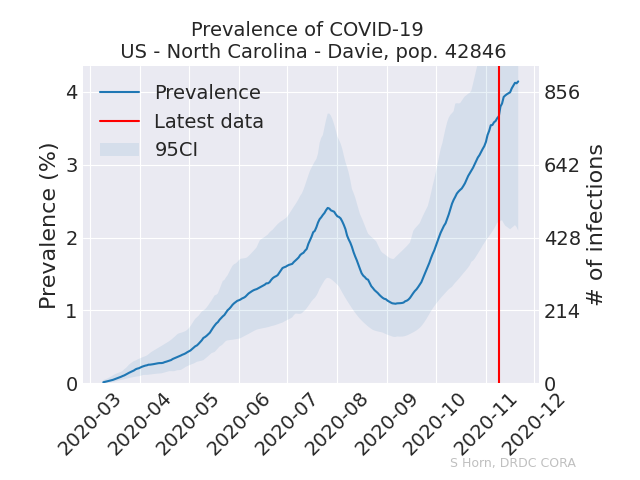 Prevalence of COVID-19
US - North Carolina - Davie, pop. 42846
Prevalence
Latest data
95CI
Prevalence (%)
4
3
2
1
0
856
642
428
214
0
# of infections
2020-03
2020-04
2020-05
2020-06
2020-07
2020-08
2020-09
2020-10
2020-11
2020-12
S Horn, DRDC CORA